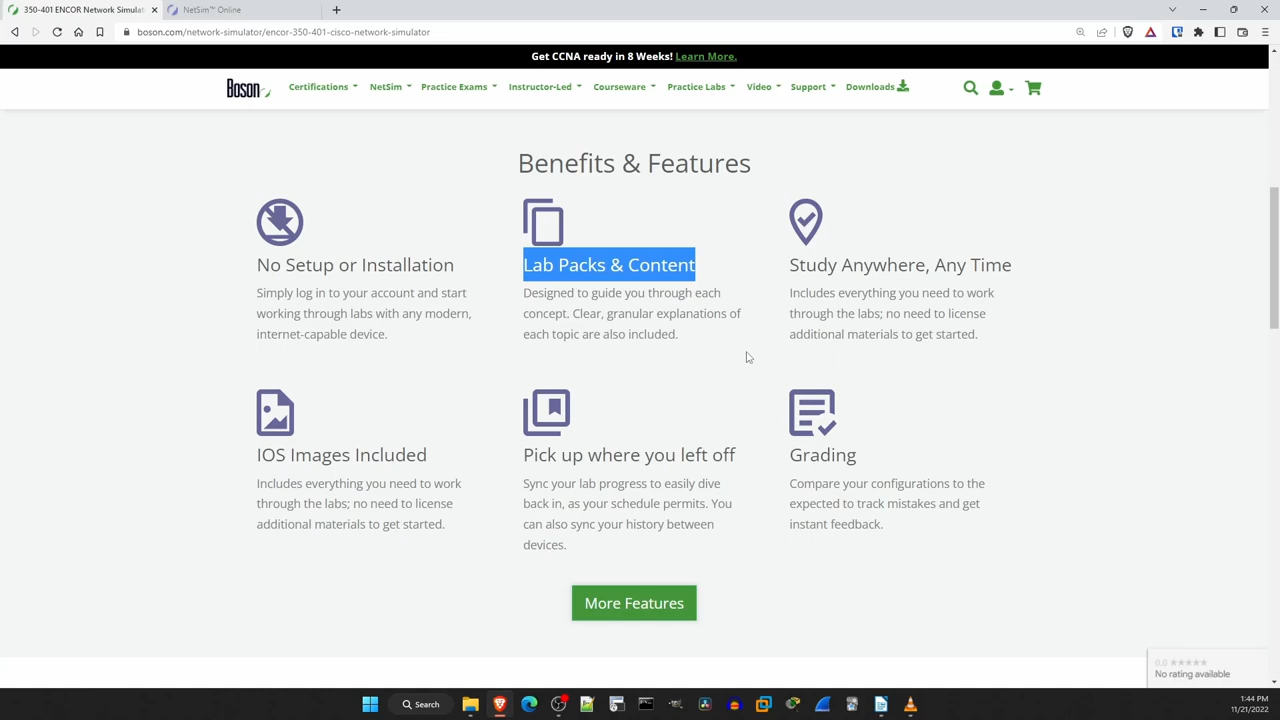 350-401 ENCOR Network Simulat
NetSim™ Online
boson.com/network-simulator/encor-350-401-cisco-network-simulator
Get CCNA ready in 8 Weeks! Learn More.
Boson
Certifications
NetSim
Practice Exams
Instructor-Led
Courseware
Practice Labs
Video
Support
Downloads
Benefits & Features
No Setup or Installation
Simply log in to your account and start
working through labs with any modern,
internet-capable device.
Lab Packs & Content
Designed to guide you through each
concept. Clear, granular explanations of
each topic are also included.
Study Anywhere, Any Time
Includes everything you need to work
through the labs; no need to license
additional materials to get started.
IOS Images Included
Includes everything you need to work
through the labs; no need to license
additional materials to get started.
Pick up where you left off
Sync your lab progress to easily dive
back in, as your schedule permits. You
can also sync your history between
devices.
Grading
Compare your configurations to the
expected to track mistakes and get
instant feedback.
More Features
0.0 ★★★★★
No rating available
Search
1:44 PM
11/21/2022